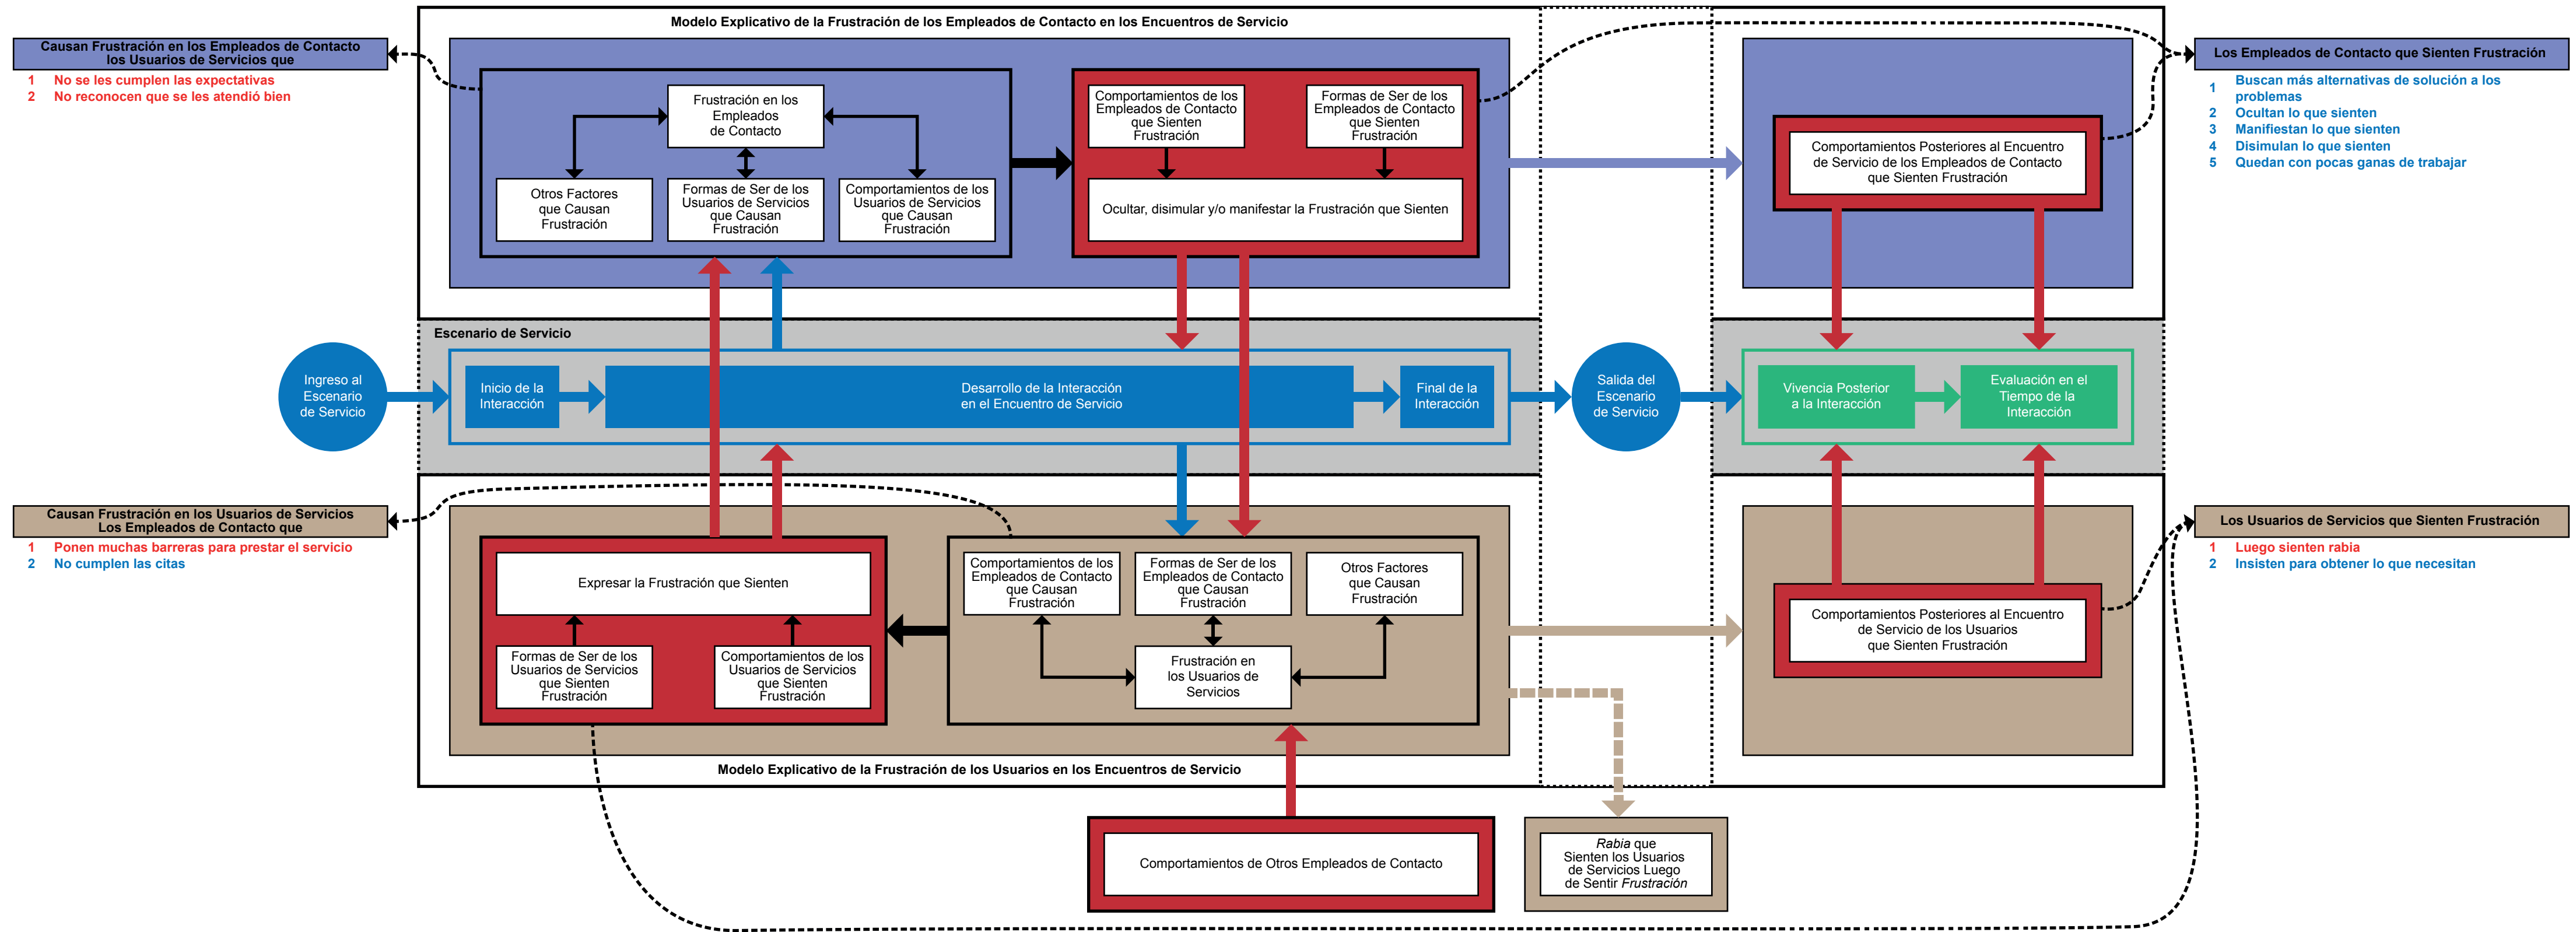 Modelo Explicativo de la Frustración de los Empleados de Contacto en los Encuentros de Servicio
Causan Frustración en los Empleados de Contacto
los Usuarios de Servicios que
1 No se les cumplen las expectativas
2 No reconocen que se les atendió bien
Frustración en los
Empleados
de Contacto
Otros Factores
que Causan
Frustración
Formas de Ser de los
Usuarios de Servicios
que Causan
Frustración
Comportamientos de los
Usuarios de Servicios
que Causan
Frustración
Comportamientos de los
Empleados de Contacto
que Sienten
Frustración
Formas de Ser de los
Empleados de Contacto
que Sienten
Frustración
Ocultar, disimular y/o manifestar la Frustración que Sienten
Comportamientos Posteriores al Encuentro
de Servicio de los Empleados de Contacto
que Sienten Frustración
Los Empleados de Contacto que Sienten Frustración
1 Buscan más alternativas de solución a los
problemas
2 Ocultan lo que sienten
3 Manifiestan lo que sienten
4 Disimulan lo que sienten
5 Quedan con pocas ganas de trabajar
Escenario de Servicio
Ingreso al
Escenario
de Servicio
Inicio de la
Interacción
Desarrollo de la Interacción
en el Encuentro de Servicio
Final de la
Interacción
Salida del
Escenario
de Servicio
Vivencia Posterior
a la Interacción
Evaluación en el
Tiempo de la
Interacción
Causan Frustración en los Usuarios de Servicios
Los Empleados de Contacto que
1 Ponen muchas barreras para prestar el servicio
2 No cumplen las citas
Expresar la Frustración que Sienten
Formas de Ser de los
Usuarios de Servicios
que Sienten
Frustración
Comportamientos de los
Usuarios de Servicios
que Sienten
Frustración
Comportamientos de los
Empleados de Contacto
que Causan
Frustración
Formas de Ser de los
Empleados de Contacto
que Causan
Frustración
Otros Factores
que Causan
Frustración
Frustración en
los Usuarios de
Servicios
Comportamientos Posteriores al Encuentro
de Servicio de los Usuarios
que Sienten Frustración
Los Usuarios de Servicios que Sienten Frustración
1 Luego sienten rabia
2 Insisten para obtener lo que necesitan
Modelo Explicativo de la Frustración de los Usuarios en los Encuentros de Servicio
Comportamientos de Otros Empleados de Contacto
Rabia que
Sienten los Usuarios
de Servicios Luego
de Sentir Frustración